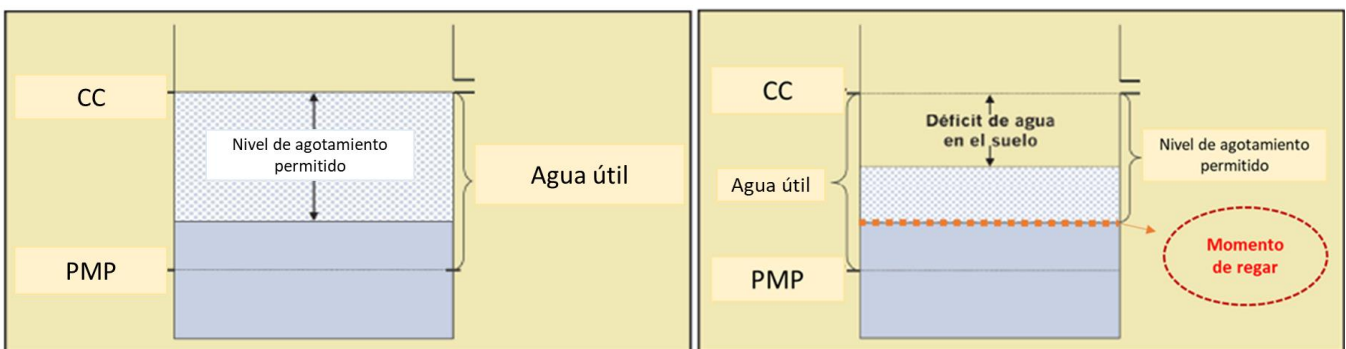 CC
Nivel de agotamiento
permitido
Agua útil
PMP
CC
Déficit de agua
en el suelo
Nivel de agotamiento
permitido
Agua útil
Momento
de regar
PMP